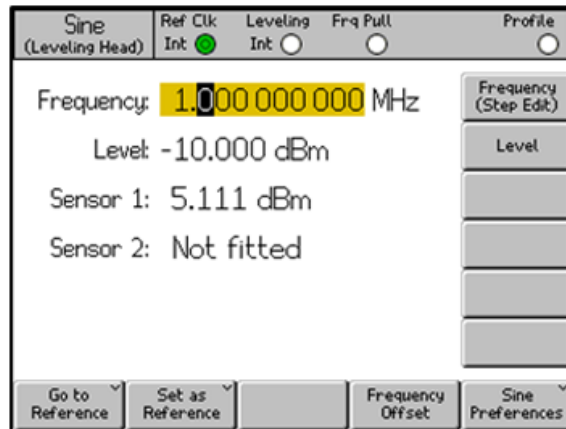 Sine
(Leveling Head)
Ref Clk
Int
Leveling
Int
Frq Pull
Profile
Frequency: 1.000 000 000 MHz
Level: -10.000 dBm
Sensor 1: 5.111 dBm
Sensor 2: Not fitted
Frequency
(Step Edit)
Level
Go to
Reference
Set as
Reference
Frequency
Offset
Sine
Preferences